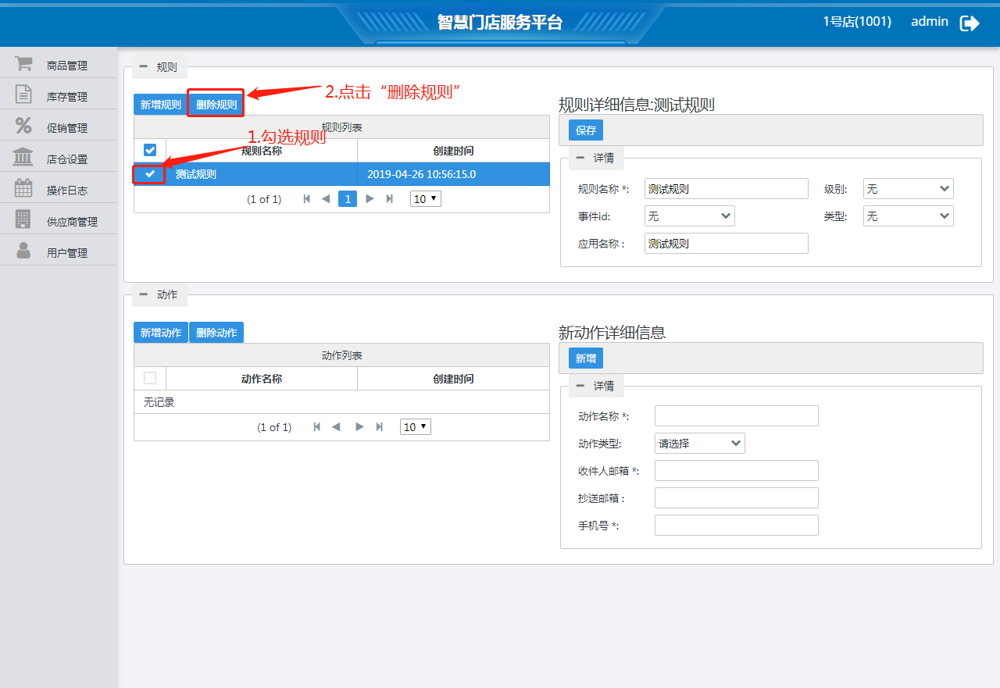 智慧门店服务平台
1号店(1001) admin
商品管理
库存管理
促销管理
店仓设置
操作日志
供应商管理
用户管理
规则
新增规则 删除规则
2.点击“删除规则”
规则列表
1.勾选规则
规则名称 创建时间
测试规则 2019-04-26 10:56:15.0
(1 of 1) 1 10
规则详细信息:测试规则
保存
详情
规则名称 *: 测试规则 级别: 无
事件id: 无 类型: 无
应用名称 : 测试规则
动作
新增动作 删除动作
动作列表
动作名称 创建时间
无记录
(1 of 1) 10
新动作详细信息
新增
详情
动作名称 *:
动作类型: 请选择
收件人邮箱 *:
抄送邮箱 :
手机号 *: